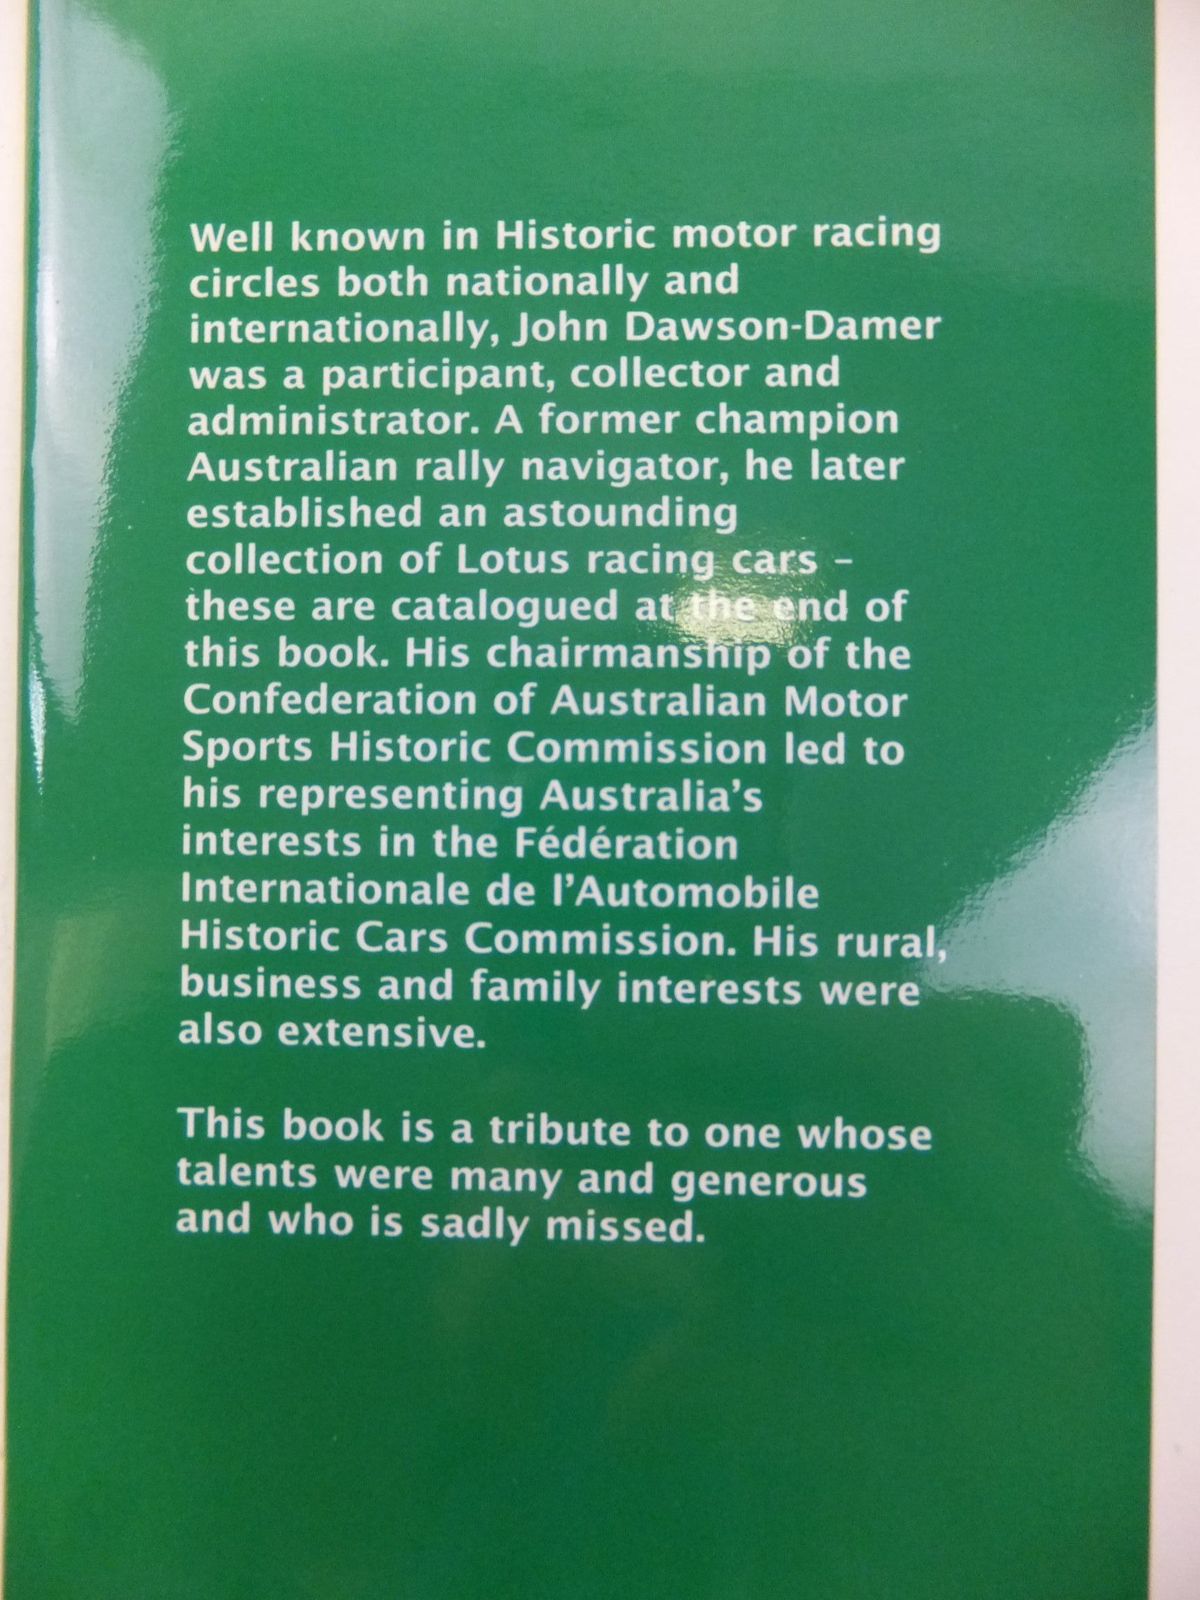 Well known in Historic motor racing
circles both nationally and
internationally, John Dawson-Damer
was a participant, collector and
administrator. A former champion
Australian rally navigator, he later
established an astounding
collection of Lotus racing cars –
these are catalogued at the end of
this book. His chairmanship of the
Confederation of Australian Motor
Sports Historic Commission led to
his representing Australia’s
interests in the Fédération
Internationale de l’Automobile
Historic Cars Commission. His rural,
business and family interests were
also extensive.
This book is a tribute to one whose
talents were many and generous
and who is sadly missed.